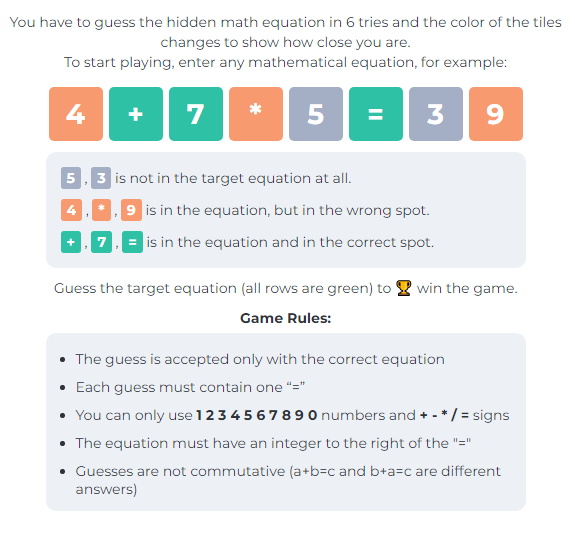 You have to guess the hidden math equation in 6 tries and the color of the tiles
changes to show how close you are.
To start playing, enter any mathematical equation, for example:
4 + 7 * 5 = 3 9
5 , 3 is not in the target equation at all.
4 , * , 9 is in the equation, but in the wrong spot.
+ , 7 , = is in the equation and in the correct spot.
Guess the target equation (all rows are green) to 🏆 win the game.
Game Rules:
• The guess is accepted only with the correct equation
• Each guess must contain one “=”
• You can only use 1 2 3 4 5 6 7 8 9 0 numbers and + - * / = signs
• The equation must have an integer to the right of the "="
• Guesses are not commutative (a+b=c and b+a=c are different
answers)